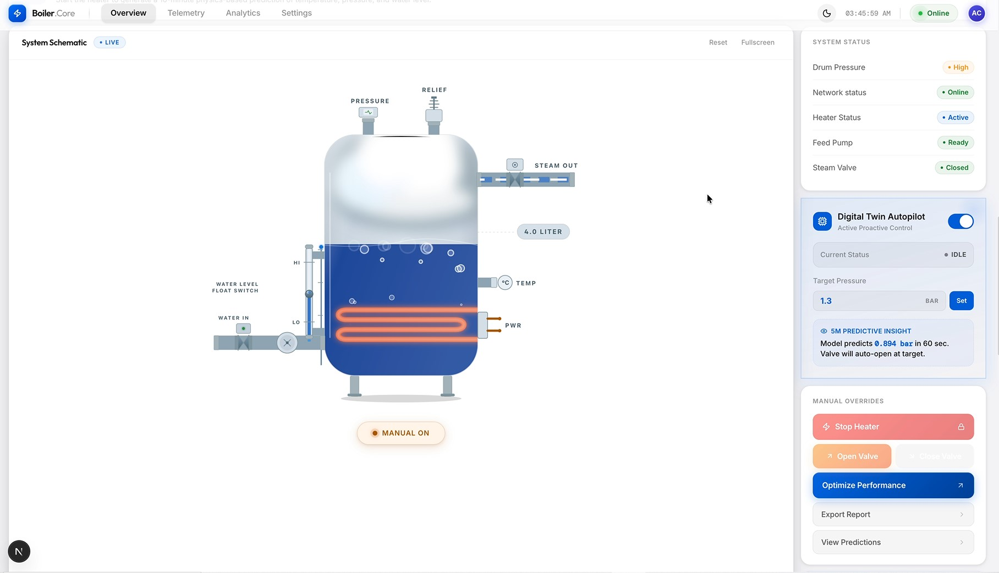 Start the heater to generate a 10-minute physics-based prediction of temperature, pressure, and water level.
Boiler.Core
Overview
Telemetry
Analytics
Settings
03:45:59 AM
Online
AC
System Schematic
LIVE
Reset
Fullscreen
PRESSURE
RELIEF
STEAM OUT
4.0 LITER
HI
WATER LEVEL
FLOAT SWITCH
°C
TEMP
WATER IN
LO
PWR
MANUAL ON
N
SYSTEM STATUS
Drum Pressure
High
Network status
Online
Heater Status
Active
Feed Pump
Ready
Steam Valve
Closed
Digital Twin Autopilot
Active Proactive Control
Current Status
IDLE
Target Pressure
1.3
BAR
Set
5M PREDICTIVE INSIGHT
Model predicts 0.894 bar in 60 sec.
Valve will auto-open at target.
MANUAL OVERRIDES
Stop Heater
Open Valve
Close Valve
Optimize Performance
Export Report
View Predictions